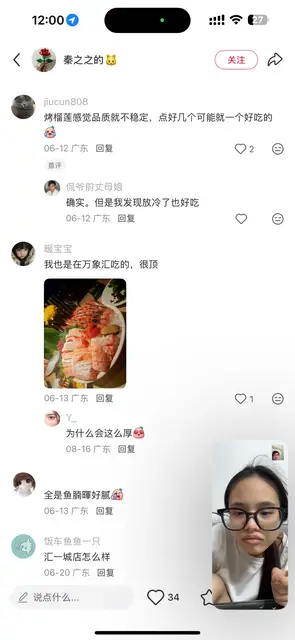 12:00
27
秦之之的🐱
关注
jiucun808
烤榴莲感觉品质就不稳定，点好几个可能就一个好吃的
06-12 广东 回复
2
首评
侃爷前丈母娘
确实。但是我发现放冷了也好吃
06-12 广东 回复
暖宝宝
我也是在万象汇吃的，很顶
06-13 广东 回复
1
Y_
为什么会这么厚
08-16 广东 回复
全是鱼腩暉好腻
06-13 广东 回复
饭车鱼鱼一只
汇一城店怎么样
06-20 广东 回复
说点什么...
34